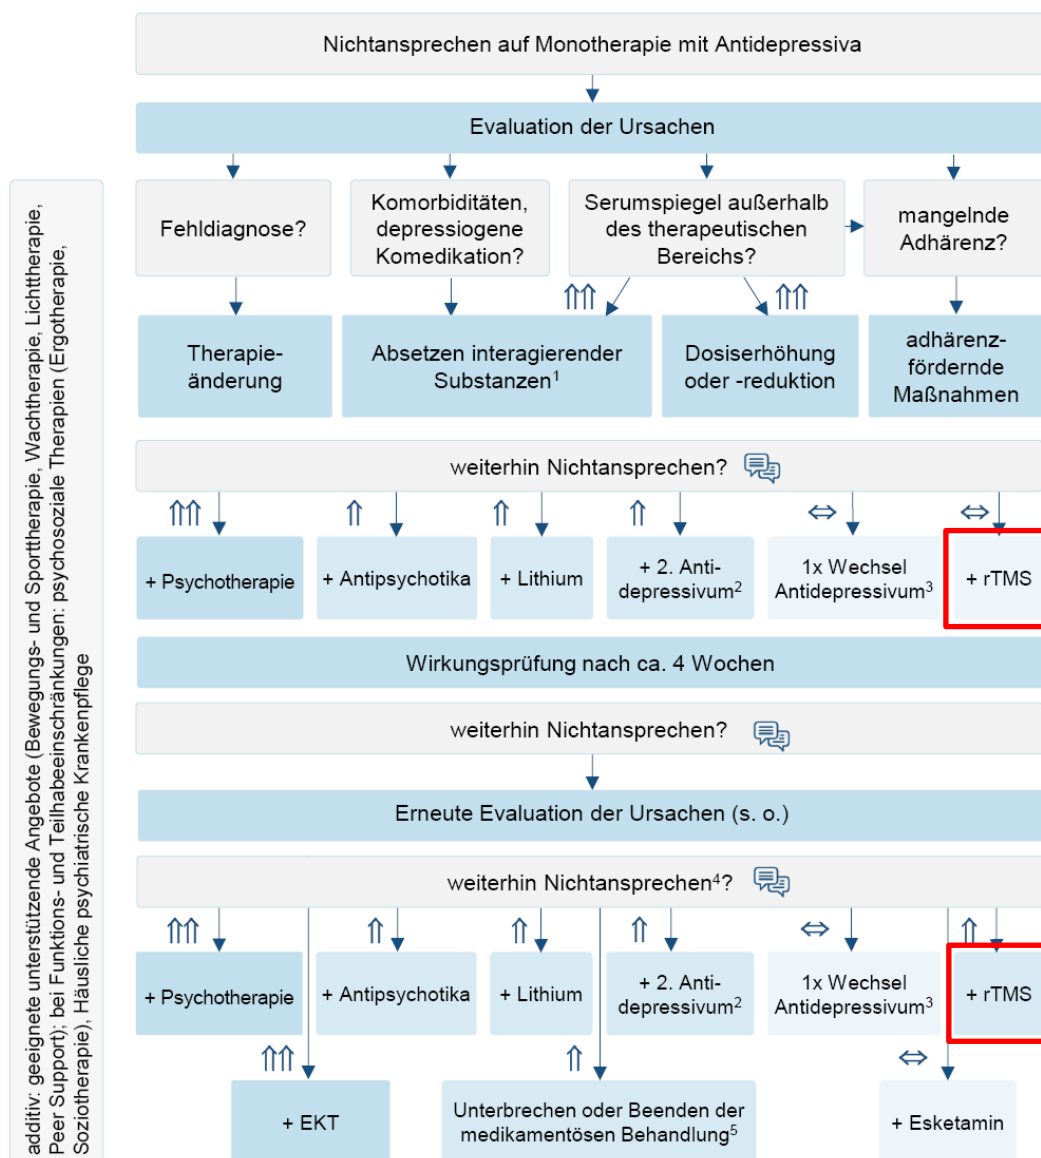 Nichtansprechen auf Monotherapie mit Antidepressiva
Evaluation der Ursachen
Fehldiagnose?
Komorbiditäten,
depressiogene
Komedikation?
Serumspiegel außerhalb
des therapeutischen
Bereichs?
mangelnde
Adhärenz?
⇑⇑
⇑⇑
Therapie-
änderung
Absetzen interagierender
Substanzen¹
Dosiserhöhung
oder -reduktion
adhärenz-
fördernde
Maßnahmen
weiterhin Nichtansprechen?
⇑⇑ ⇑ ⇑ ⇑ ⇔ ⇔
+ Psychotherapie
+ Antipsychotika
+ Lithium
+ 2. Anti-
depressivum²
1x Wechsel
Antidepressivum³
+ rTMS
Wirkungsprüfung nach ca. 4 Wochen
weiterhin Nichtansprechen?
Erneute Evaluation der Ursachen (s. o.)
weiterhin Nichtansprechen⁴?
⇑⇑ ⇑ ⇑ ⇑ ⇔ ⇑
+ Psychotherapie
+ Antipsychotika
+ Lithium
+ 2. Anti-
depressivum²
1x Wechsel
Antidepressivum³
+ rTMS
⇑⇑ ⇑ ⇔
+ EKT
Unterbrechen oder Beenden der
medikamentösen Behandlung⁵
+ Esketamin
additiv: geeignete unterstützende Angebote (Bewegungs- und Sporttherapie, Wachtherapie, Lichttherapie,
Peer Support); bei Funktions- und Teilhabeeinschränkungen: psychosoziale Therapien (Ergotherapie,
Soziotherapie), Häusliche psychiatrische Krankenpflege